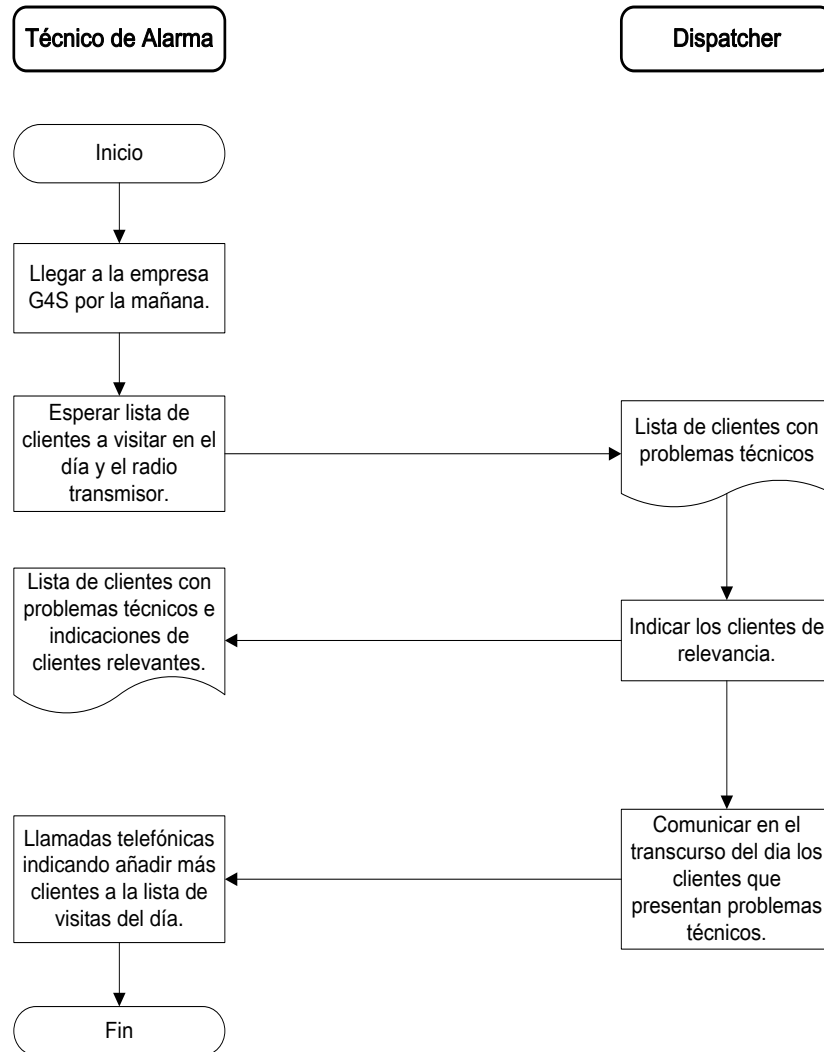 Técnico de Alarma
Dispatcher
Inicio
Llegar a la empresa
G4S por la mañana.
Esperar lista de
clientes a visitar en el
día y el radio
transmisor.
Lista de clientes con
problemas técnicos
Lista de clientes con
problemas técnicos e
indicaciones de
clientes relevantes.
Indicar los clientes de
relevancia.
Llamadas telefónicas
indicando añadir más
clientes a la lista de
visitas del día.
Comunicar en el
transcurso del dia los
clientes que
presentan problemas
técnicos.
Fin